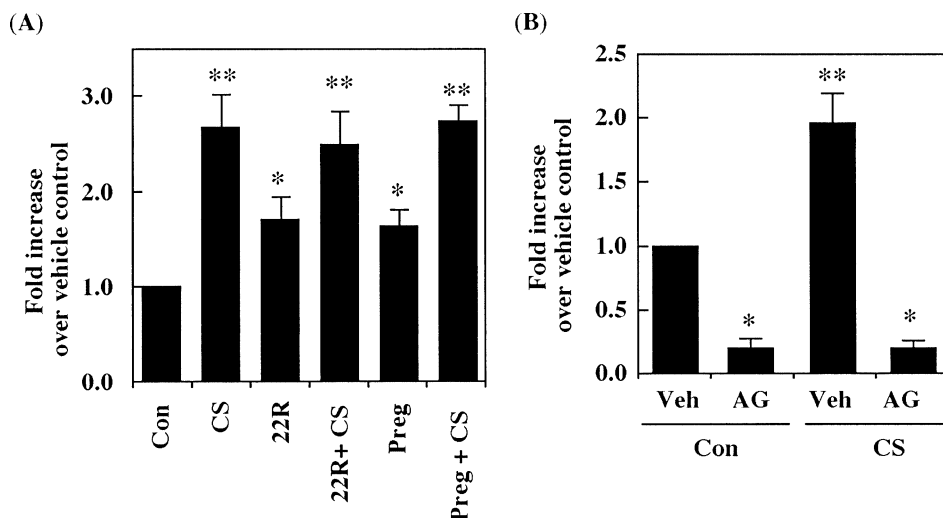 (A)
Fold increase
over vehicle control
3.0
2.0
1.0
0.0
**
*
**
*
**
Con
CS
22R
22R+ CS
Preg
Preg + CS
(B)
Fold increase
over vehicle control
2.5
2.0
1.5
1.0
0.5
0.0
*
**
*
Veh AG Veh AG
Con CS